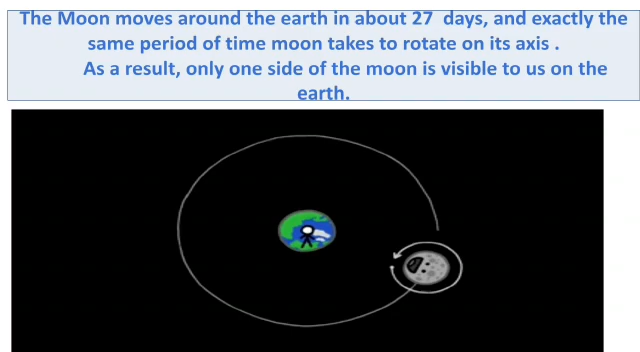 The Moon moves around the earth in about 27 days, and exactly the
same period of time moon takes to rotate on its axis .
As a result, only one side of the moon is visible to us on the
earth.